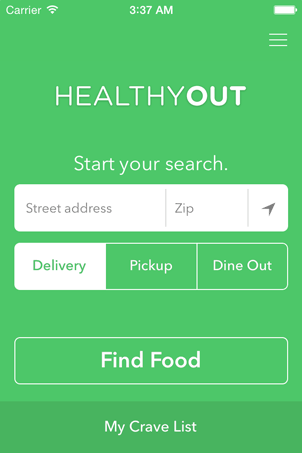 Carrier 3:37 AM
HEALTHYOUT
Start your search.
Street address Zip
Delivery Pickup Dine Out
Find Food
My Crave List